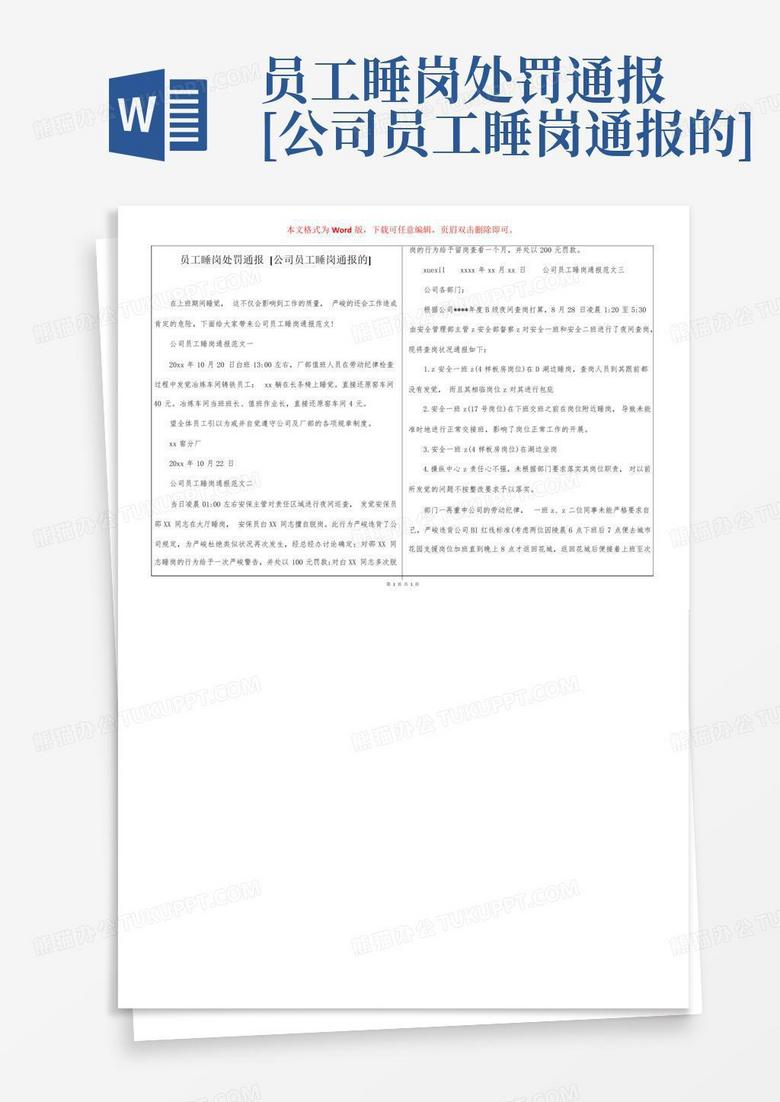 W
员工睡岗处罚通报
[公司员工睡岗通报的]
本文格式为 Word 版，下载可任意编辑，页眉双击删除即可。
员工睡岗处罚通报 [公司员工睡岗通报的]
在上班期间睡觉， 这不仅会影响到工作的质量， 严峻的还会工作造成
肯定的危险，下面给大家带来公司员工睡岗通报范文!
公司员工睡岗通报范文一
20xx 年 10 月 20 日白班 13:00 左右，厂部值班人员在劳动纪律检查
过程中发觉冶炼车间铸铁员工： xx 躺在长条椅上睡觉。直接还原窑车间
40 元。冶炼车间当班班长、值班作业长，直接还原窑车间 4 元。
望全体员工引以为戒并自觉遵守公司及厂部的各项规章制度。
xx 窑分厂
20xx 年 10 月 22 日
公司员工睡岗通报范文二
当日凌晨 01:00 左右安保主管对责任区域进行夜间巡查， 发觉安保员
邵 XX 同志在大厅睡岗， 安保员白 XX 同志擅自脱岗。此行为严峻违背了公
司规定，为严峻杜绝类似状况再次发生，经总经办讨论确定：对邵 XX 同
志睡岗的行为给于一次严峻警告，并处以 100 元罚款;对白 XX 同志多次脱
岗的行为给于留岗查看一个月，并处以 200 元罚款。
xuexil xxxx 年 xx 月 xx 日 公司员工睡岗通报范文三
公司各部门：
根据公司****年度 B 级夜间查岗打算，8 月 28 日凌晨 1:20 至 5:30
由安全管理部主管 z 安全部督察 z 对安全一班和安全二班进行了夜间查岗，
现将查岗状况通报如下：
1.z 安全一班 z(4 样板房岗位)在 D 湖边睡岗，查岗人员到其跟前都
没有发觉， 而且其相临岗位 z 对其进行包庇
2.安全一班 z(17 号岗位)在下班交班之前在岗位附近睡岗，导致未能
准时地进行正常交接班，影响了岗位正常工作的开展。
3.安全一班 z(4 样板房岗位)在湖边坐岗
4.操纵中心 z 责任心不强，未根据部门要求落实其岗位职责， 对以前
所发觉的问题不按整改要求予以落实。
部门一再重申公司的劳动纪律， 一班 z、z 二位同事未能严格要求自
己，严峻违背公司 BI 红线标准(考虑两位因陵晨 6 点下班后 7 点便去城市
花园支援岗位加班直到晚上 8 点才返回花城，返回花城后便接着上班至次
第 1 页 共 1 页
熊猫办公 TUKUPPT.COM